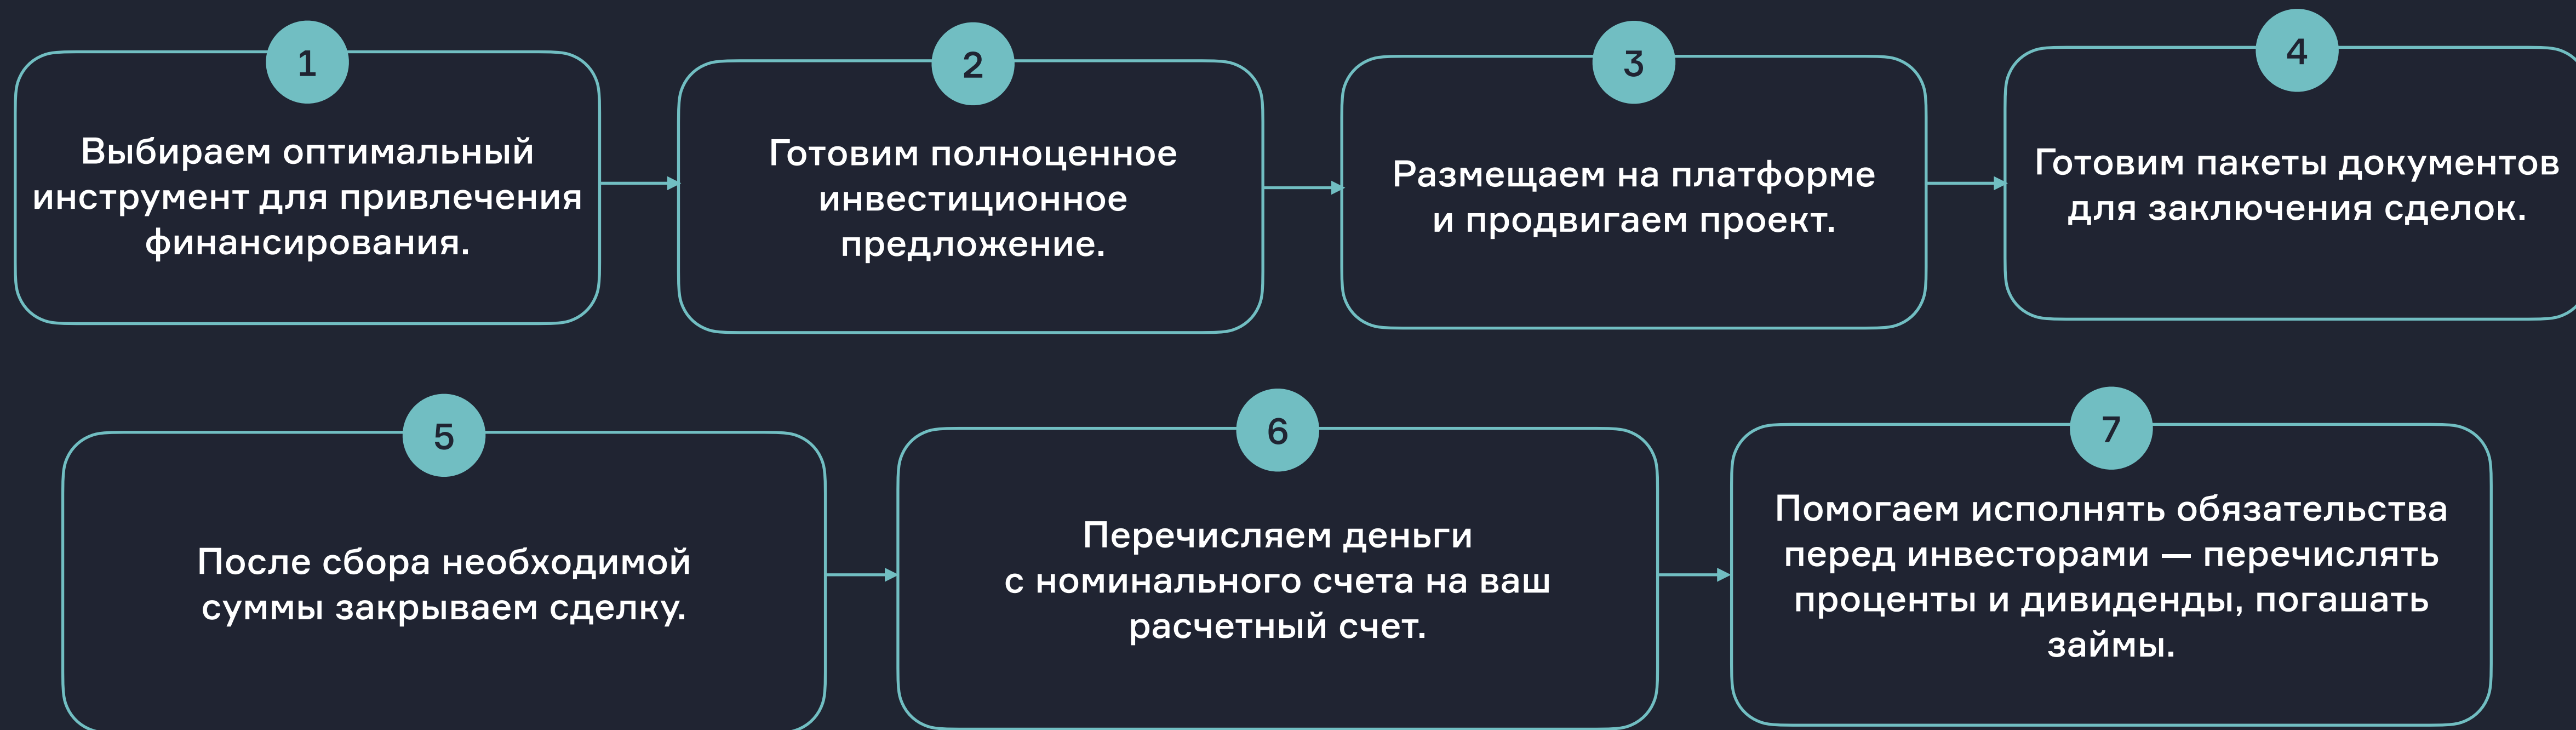 1
Выбираем оптимальный
инструмент для привлечения
финансирования.
2
Готовим полноценное
инвестиционное
предложение.
3
Размещаем на платформе
и продвигаем проект.
4
Готовим пакеты документов
для заключения сделок.
5
После сбора необходимой
суммы закрываем сделку.
6
Перечисляем деньги
с номинального счета на ваш
расчетный счет.
7
Помогаем исполнять обязательства
перед инвесторами — перечислять
проценты и дивиденды, погашать
займы.